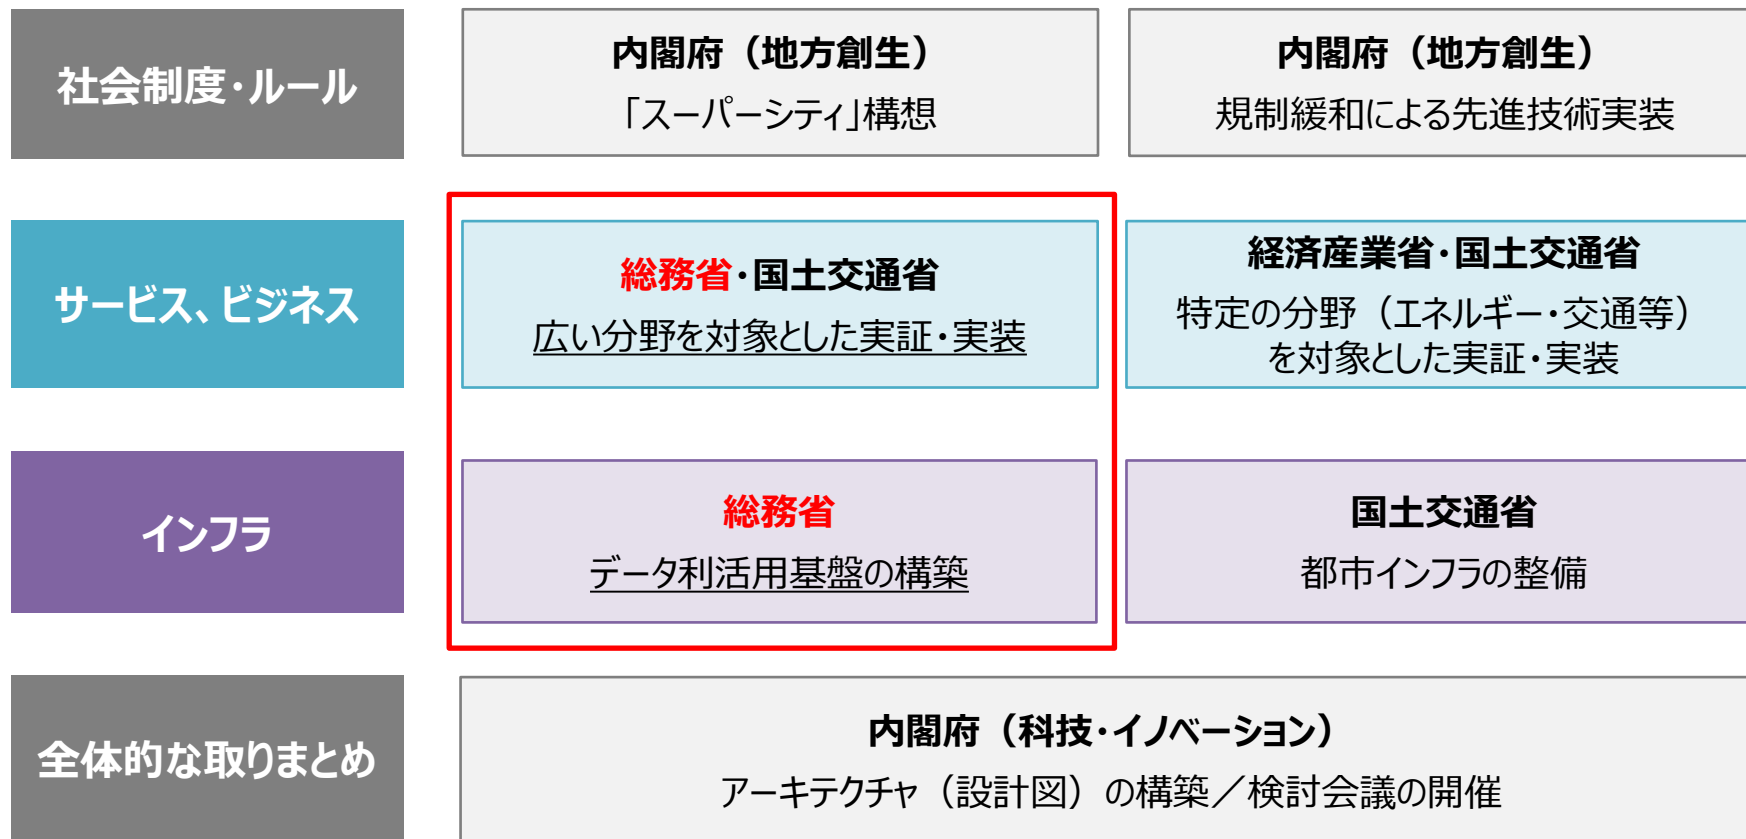 社会制度・ルール
内閣府（地方創生）
「スーパーシティ」構想
内閣府（地方創生）
規制緩和による先進技術実装
サービス、ビジネス
総務省・国土交通省
広い分野を対象とした実証・実装
経済産業省・国土交通省
特定の分野（エネルギー・交通等）
を対象とした実証・実装
インフラ
総務省
データ利活用基盤の構築
国土交通省
都市インフラの整備
全体的な取りまとめ
内閣府（科技・イノベーション）
アーキテクチャ（設計図）の構築／検討会議の開催